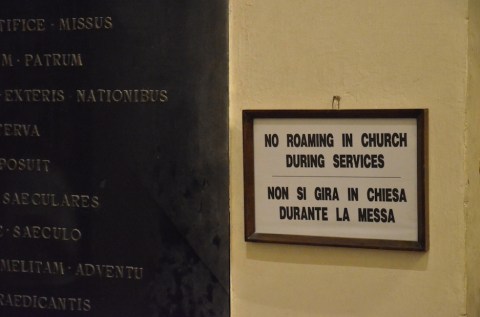 TIFICE · MISSUS
M · PATRUM
EXTERIS · NATIONIBUS
ERVA
POSUIT
SAECULARES
E · SAECULO
MELITAM · ADVENTU
RAEDICANTIS
NO ROAMING IN CHURCH
DURING SERVICES
NON SI GIRA IN CHIESA
DURANTE LA MESSA